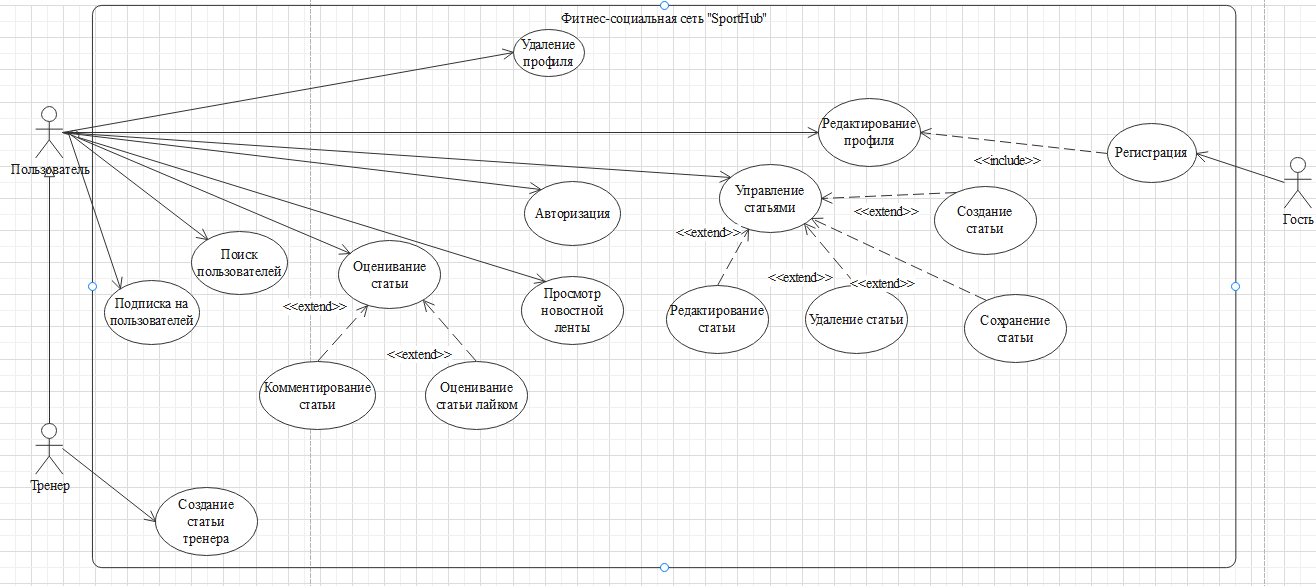 Фитнес-социальная сеть "SportHub"
Удаление
профиля
Редактирование
профиля
Регистрация
<<include>>
Пользователь
Гость
Управление
статьями
Авторизация
<<extend>>
Создание
статьи
<<extend>>
Поиск
пользователей
Оценивание
статьи
<<extend>>
<<extend>>
Просмотр
новостной
ленты
Подписка на
пользователей
<<extend>>
Редактирование
статьи
Удаление статьи
Сохранение
статьи
<<extend>>
Комментирование
статьи
Оценивание
статьи лайком
Тренер
Создание
статьи
тренера